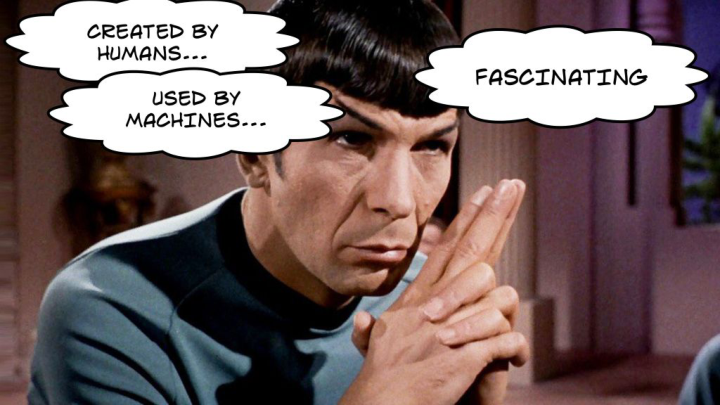 CREATED BY
HUMANS...
USED BY
MACHINES...
FASCINATING